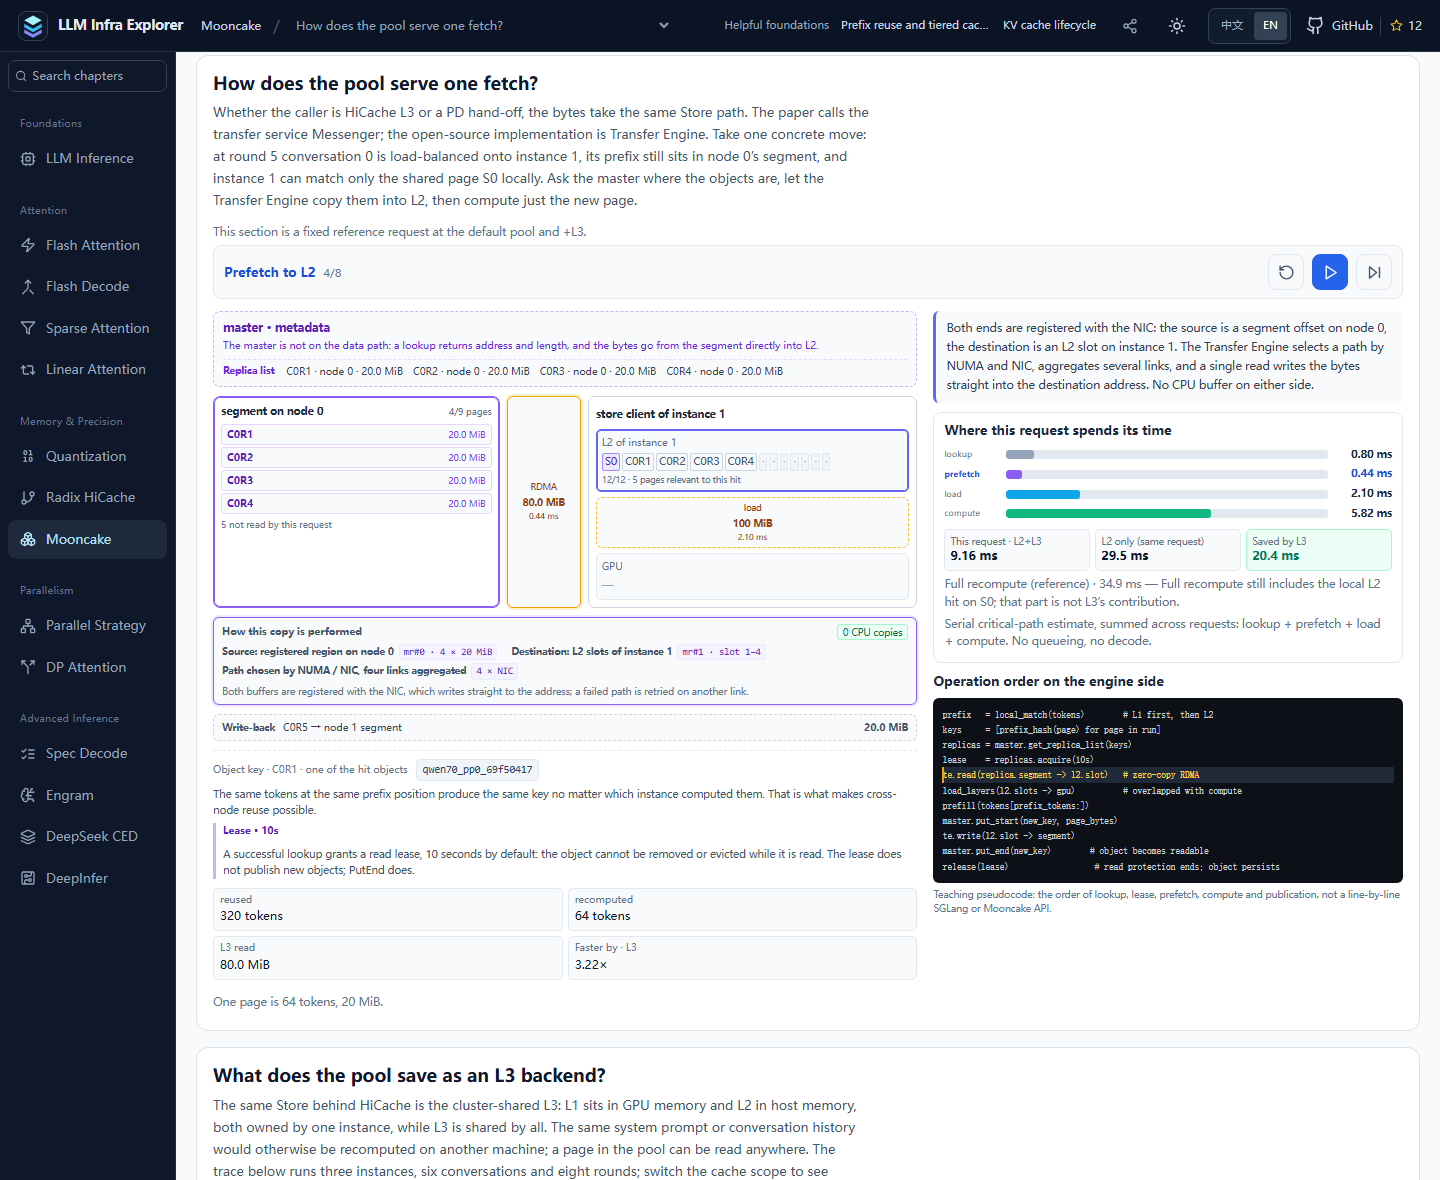 LLM Infra Explorer
Mooncake / How does the pool serve one fetch?
Helpful foundations Prefix reuse and tiered cac... KV cache lifecycle
中文 EN GitHub 12
Search chapters
Foundations
LLM Inference
Attention
Flash Attention
Flash Decode
Sparse Attention
Linear Attention
Memory & Precision
Quantization
Radix HiCache
Mooncake
Parallelism
Parallel Strategy
DP Attention
Advanced Inference
Spec Decode
Engram
DeepSeek CED
DeepInfer
How does the pool serve one fetch?
Whether the caller is HiCache L3 or a PD hand-off, the bytes take the same Store path. The paper calls the
transfer service Messenger; the open-source implementation is Transfer Engine. Take one concrete move:
at round 5 conversation 0 is load-balanced onto instance 1, its prefix still sits in node 0's segment, and
instance 1 can match only the shared page S0 locally. Ask the master where the objects are, let the
Transfer Engine copy them into L2, then compute just the new page.
This section is a fixed reference request at the default pool and +L3.
Prefetch to L2 4/8
master • metadata
The master is not on the data path: a lookup returns address and length, and the bytes go from the segment directly into L2.
Replica list C0R1 · node 0 · 20.0 MiB C0R2 · node 0 · 20.0 MiB C0R3 · node 0 · 20.0 MiB C0R4 · node 0 · 20.0 MiB
segment on node 0 4/9 pages
C0R1 20.0 MiB
C0R2 20.0 MiB
C0R3 20.0 MiB
C0R4 20.0 MiB
5 not read by this request
RDMA
80.0 MiB
0.44 ms
store client of instance 1
L2 of instance 1
S0 C0R1 C0R2 C0R3 C0R4 · · · · · · ·
12/12 · 5 pages relevant to this hit
load
100 MiB
2.10 ms
GPU
—
How this copy is performed 0 CPU copies
Source: registered region on node 0 mr#0 · 4 × 20 MiB Destination: L2 slots of instance 1 mr#1 · slot 1–4
Path chosen by NUMA / NIC, four links aggregated 4 × NIC
Both buffers are registered with the NIC, which writes straight to the address; a failed path is retried on another link.
Write-back C0R5 → node 1 segment 20.0 MiB
Object key · C0R1 · one of the hit objects qwen70_pp0_69f50417
The same tokens at the same prefix position produce the same key no matter which instance computed them. That is what makes cross-
node reuse possible.
Lease • 10s
A successful lookup grants a read lease, 10 seconds by default: the object cannot be removed or evicted while it is read. The lease does
not publish new objects; PutEnd does.
reused
320 tokens
recomputed
64 tokens
L3 read
80.0 MiB
Faster by · L3
3.22×
One page is 64 tokens, 20 MiB.
Both ends are registered with the NIC: the source is a segment offset on node 0,
the destination is an L2 slot on instance 1. The Transfer Engine selects a path by
NUMA and NIC, aggregates several links, and a single read writes the bytes
straight into the destination address. No CPU buffer on either side.
Where this request spends its time
lookup 0.80 ms
prefetch 0.44 ms
load 2.10 ms
compute 5.82 ms
This request · L2+L3
9.16 ms
L2 only (same request)
29.5 ms
Saved by L3
20.4 ms
Full recompute (reference) · 34.9 ms — Full recompute still includes the local L2
hit on S0; that part is not L3's contribution.
Serial critical-path estimate, summed across requests: lookup + prefetch + load
+ compute. No queueing, no decode.
Operation order on the engine side
prefix = local_match(tokens) # L1 first, then L2
keys = [prefix_hash(page) for page in run]
replicas = master.get_replica_list(keys)
lease = replicas.acquire(10s)
te.read(replica.segment -> l2.slot) # zero-copy RDMA
load_layers(l2.slots -> gpu) # overlapped with compute
prefill(tokens[prefix_tokens:])
master.put_start(new_key, page_bytes)
te.write(l2.slot -> segment)
master.put_end(new_key) # object becomes readable
release(lease) # read protection ends; object persists
Teaching pseudocode: the order of lookup, lease, prefetch, compute and publication, not a line-by-line
SGLang or Mooncake API.
What does the pool save as an L3 backend?
The same Store behind HiCache is the cluster-shared L3: L1 sits in GPU memory and L2 in host memory,
both owned by one instance, while L3 is shared by all. The same system prompt or conversation history
would otherwise be recomputed on another machine; a page in the pool can be read anywhere. The
trace below runs three instances, six conversations and eight rounds; switch the cache scope to see